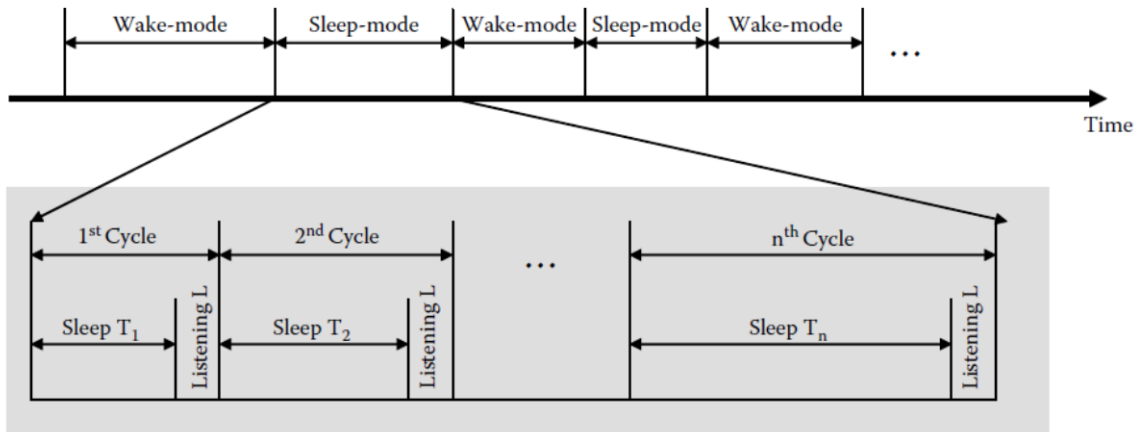 Wake-mode Sleep-mode Wake-mode Sleep-mode Wake-mode
...
Time
1st Cycle 2nd Cycle ... nth Cycle
Sleep T1 Listening L Sleep T2 Listening L Sleep Tn Listening L